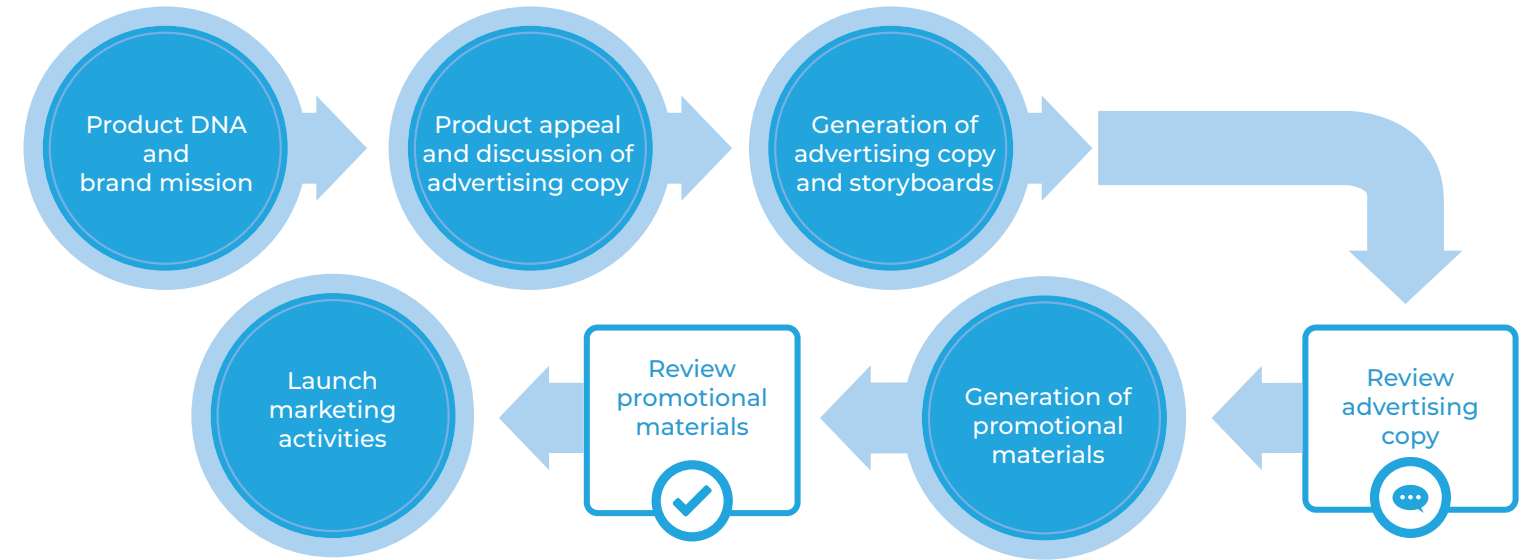 Product DNA
and
brand mission
Product appeal
and discussion of
advertising copy
Generation of
advertising copy
and storyboards
Review
advertising
copy
Generation of
promotional
materials
Review
promotional
materials
Launch
marketing
activities